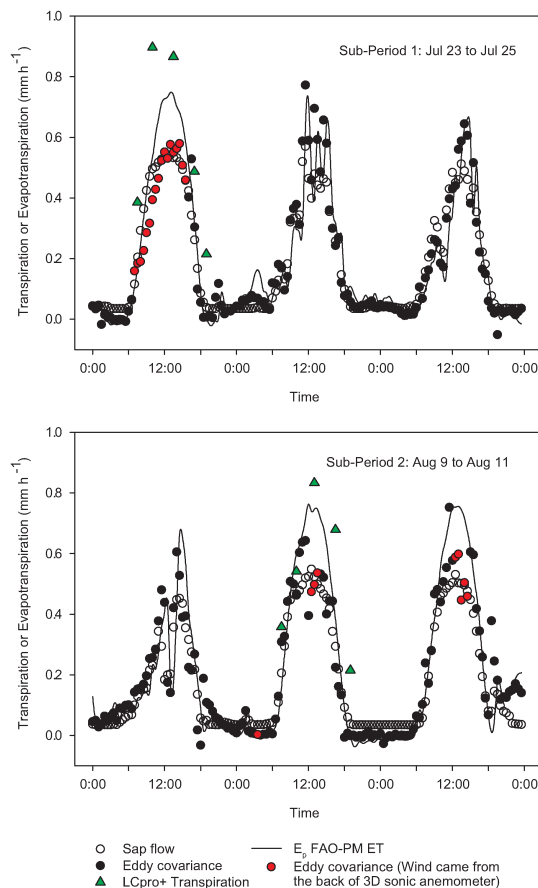 1.0
Sub-Period 1: Jul 23 to Jul 25
0.8
0.6
0.4
0.2
0.0
Transpiration or Evapotranspiration (mm h-1)
0:00 12:00 0:00 12:00 0:00 12:00 0:00
Time
1.0
Sub-Period 2: Aug 9 to Aug 11
0.8
0.6
0.4
0.2
0.0
Transpiration or Evapotranspiration (mm h-1)
0:00 12:00 0:00 12:00 0:00 12:00 0:00
Time
Sap flow
Eddy covariance
LCpro+ Transpiration
Ep FAO-PM ET
Eddy covariance (Wind came from
the back of 3D sonic anemometer)